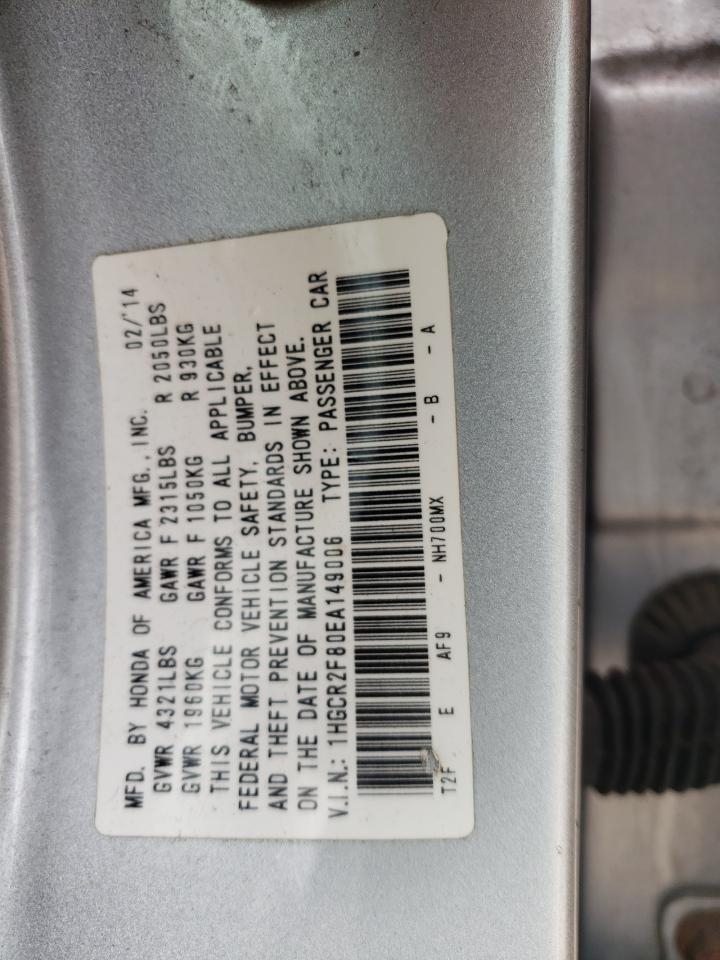 MFD. BY HONDA OF AMERICA MFG., INC. 02/'14
GVWR 4321LBS GAWR F 2315LBS R 2050LBS
GVWR 1960KG GAWR F 1050KG R 930KG
THIS VEHICLE CONFORMS TO ALL APPLICABLE
FEDERAL MOTOR VEHICLE SAFETY, BUMPER,
AND THEFT PREVENTION STANDARDS IN EFFECT
ON THE DATE OF MANUFACTURE SHOWN ABOVE.
V.I.N.: 1HGCR2F80EA149006 TYPE: PASSENGER CAR
T2F E AF9 - NH700MX - B - A